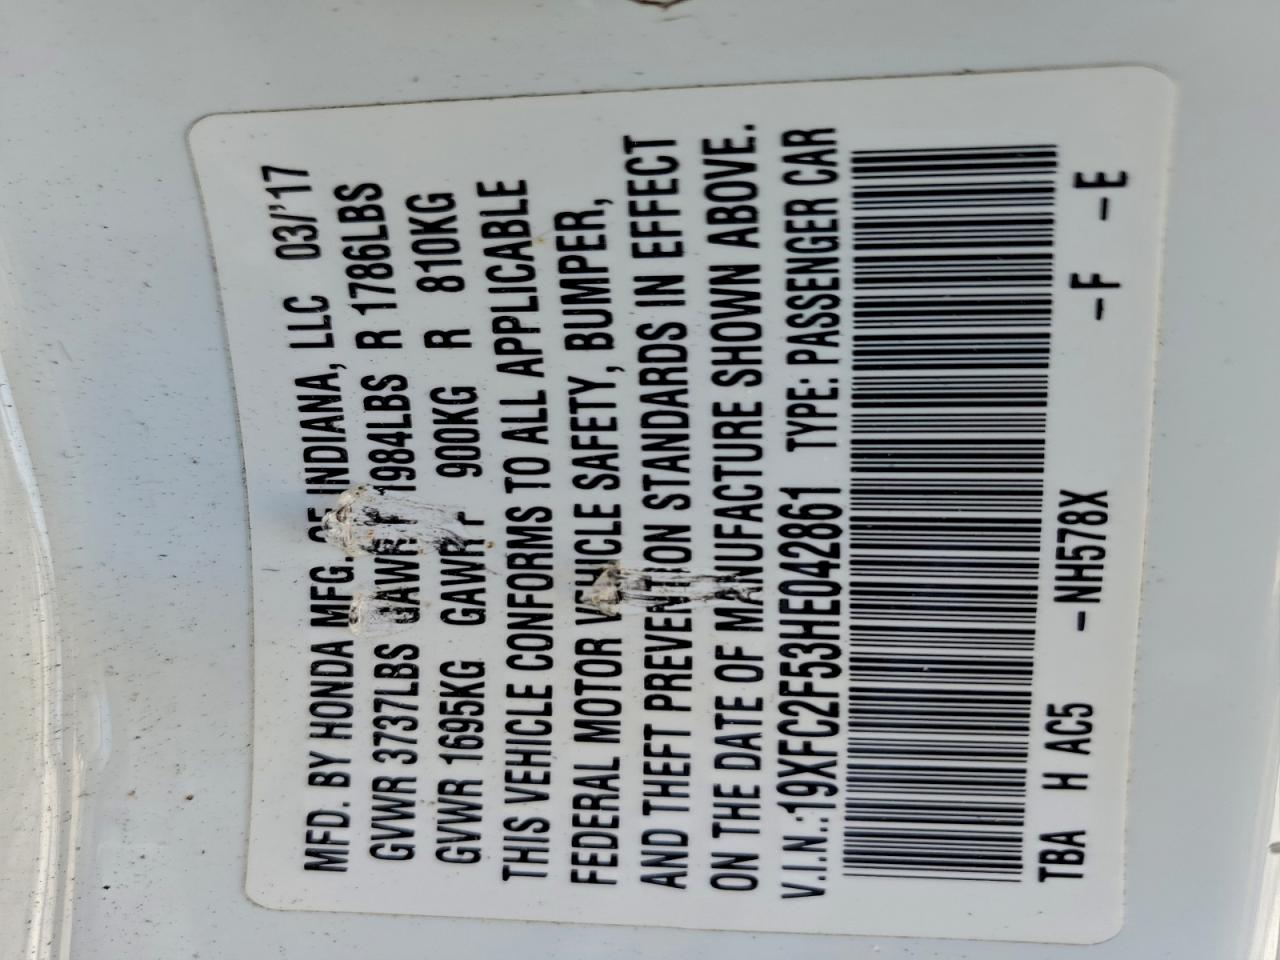 MFD. BY HONDA MFG. OF INDIANA, LLC 03/'17
GVWR 3737LBS GAWR F 1984LBS R 1786LBS
GVWR 1695KG GAWR F 900KG R 810KG
THIS VEHICLE CONFORMS TO ALL APPLICABLE
FEDERAL MOTOR VEHICLE SAFETY, BUMPER,
AND THEFT PREVENTION STANDARDS IN EFFECT
ON THE DATE OF MANUFACTURE SHOWN ABOVE.
V.I.N.:19XFC2F53HE042861 TYPE: PASSENGER CAR
TBA H AC5 -NH578X -F -E